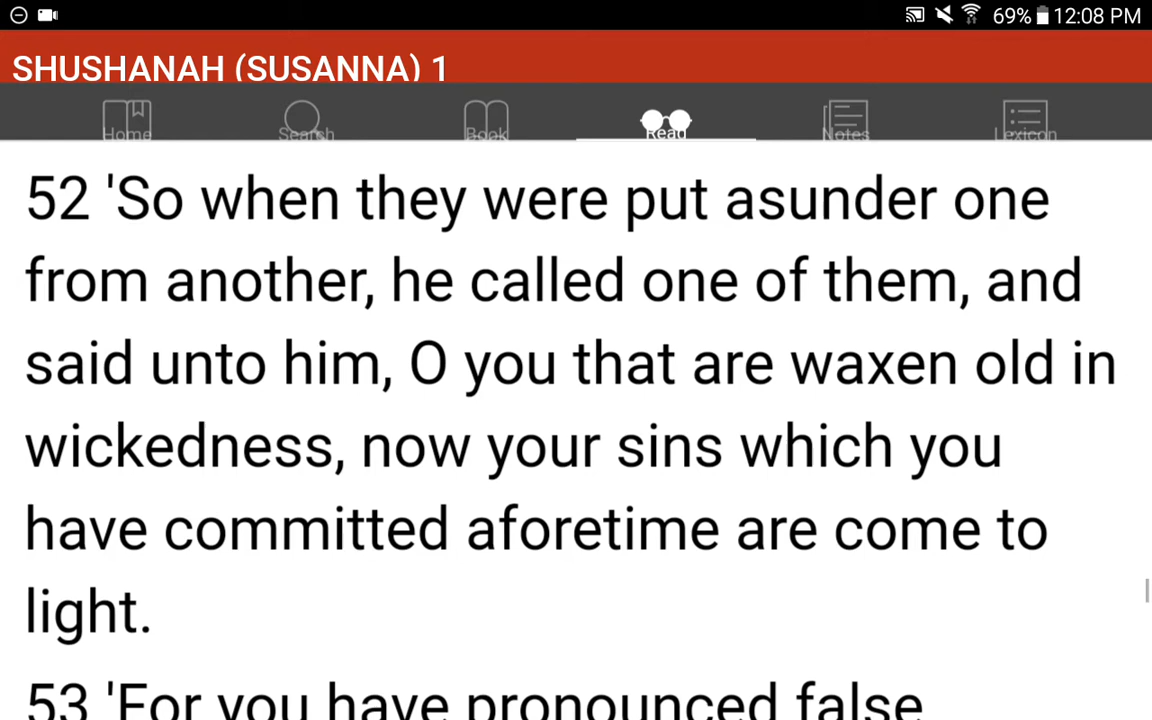 69% 12:08 PM
SHUSHANAH (SUSANNA) 1
Home Search Book Read Notes Lexicon
52 'So when they were put asunder one
from another, he called one of them, and
said unto him, O you that are waxen old in
wickedness, now your sins which you
have committed aforetime are come to
light.
53 'For you have pronounced false